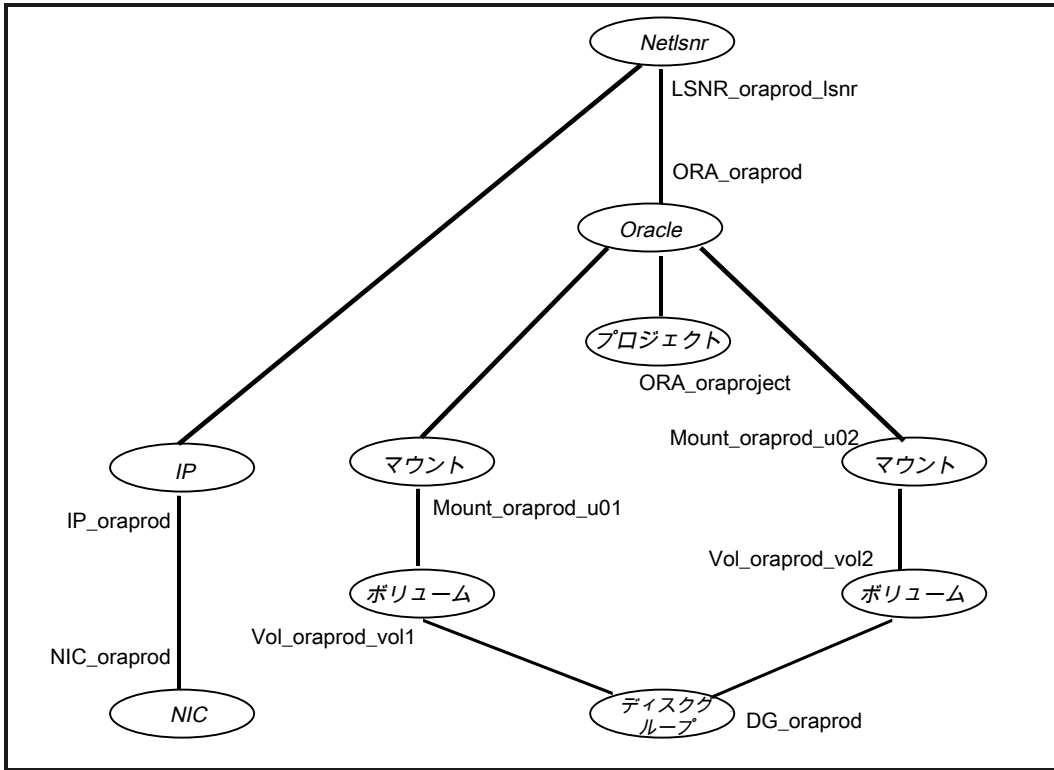 Netlsnr
LSNR_oraprod_lsnr
ORA_oraprod
Oracle
プロジェクト
ORA_oraproject
Mount_oraprod_u02
IP
マウント
マウント
IP_oraprod
Mount_oraprod_u01
Vol_oraprod_vol2
ボリューム
ボリューム
Vol_oraprod_vol1
NIC_oraprod
NIC
ディスクグ
ループ
DG_oraprod